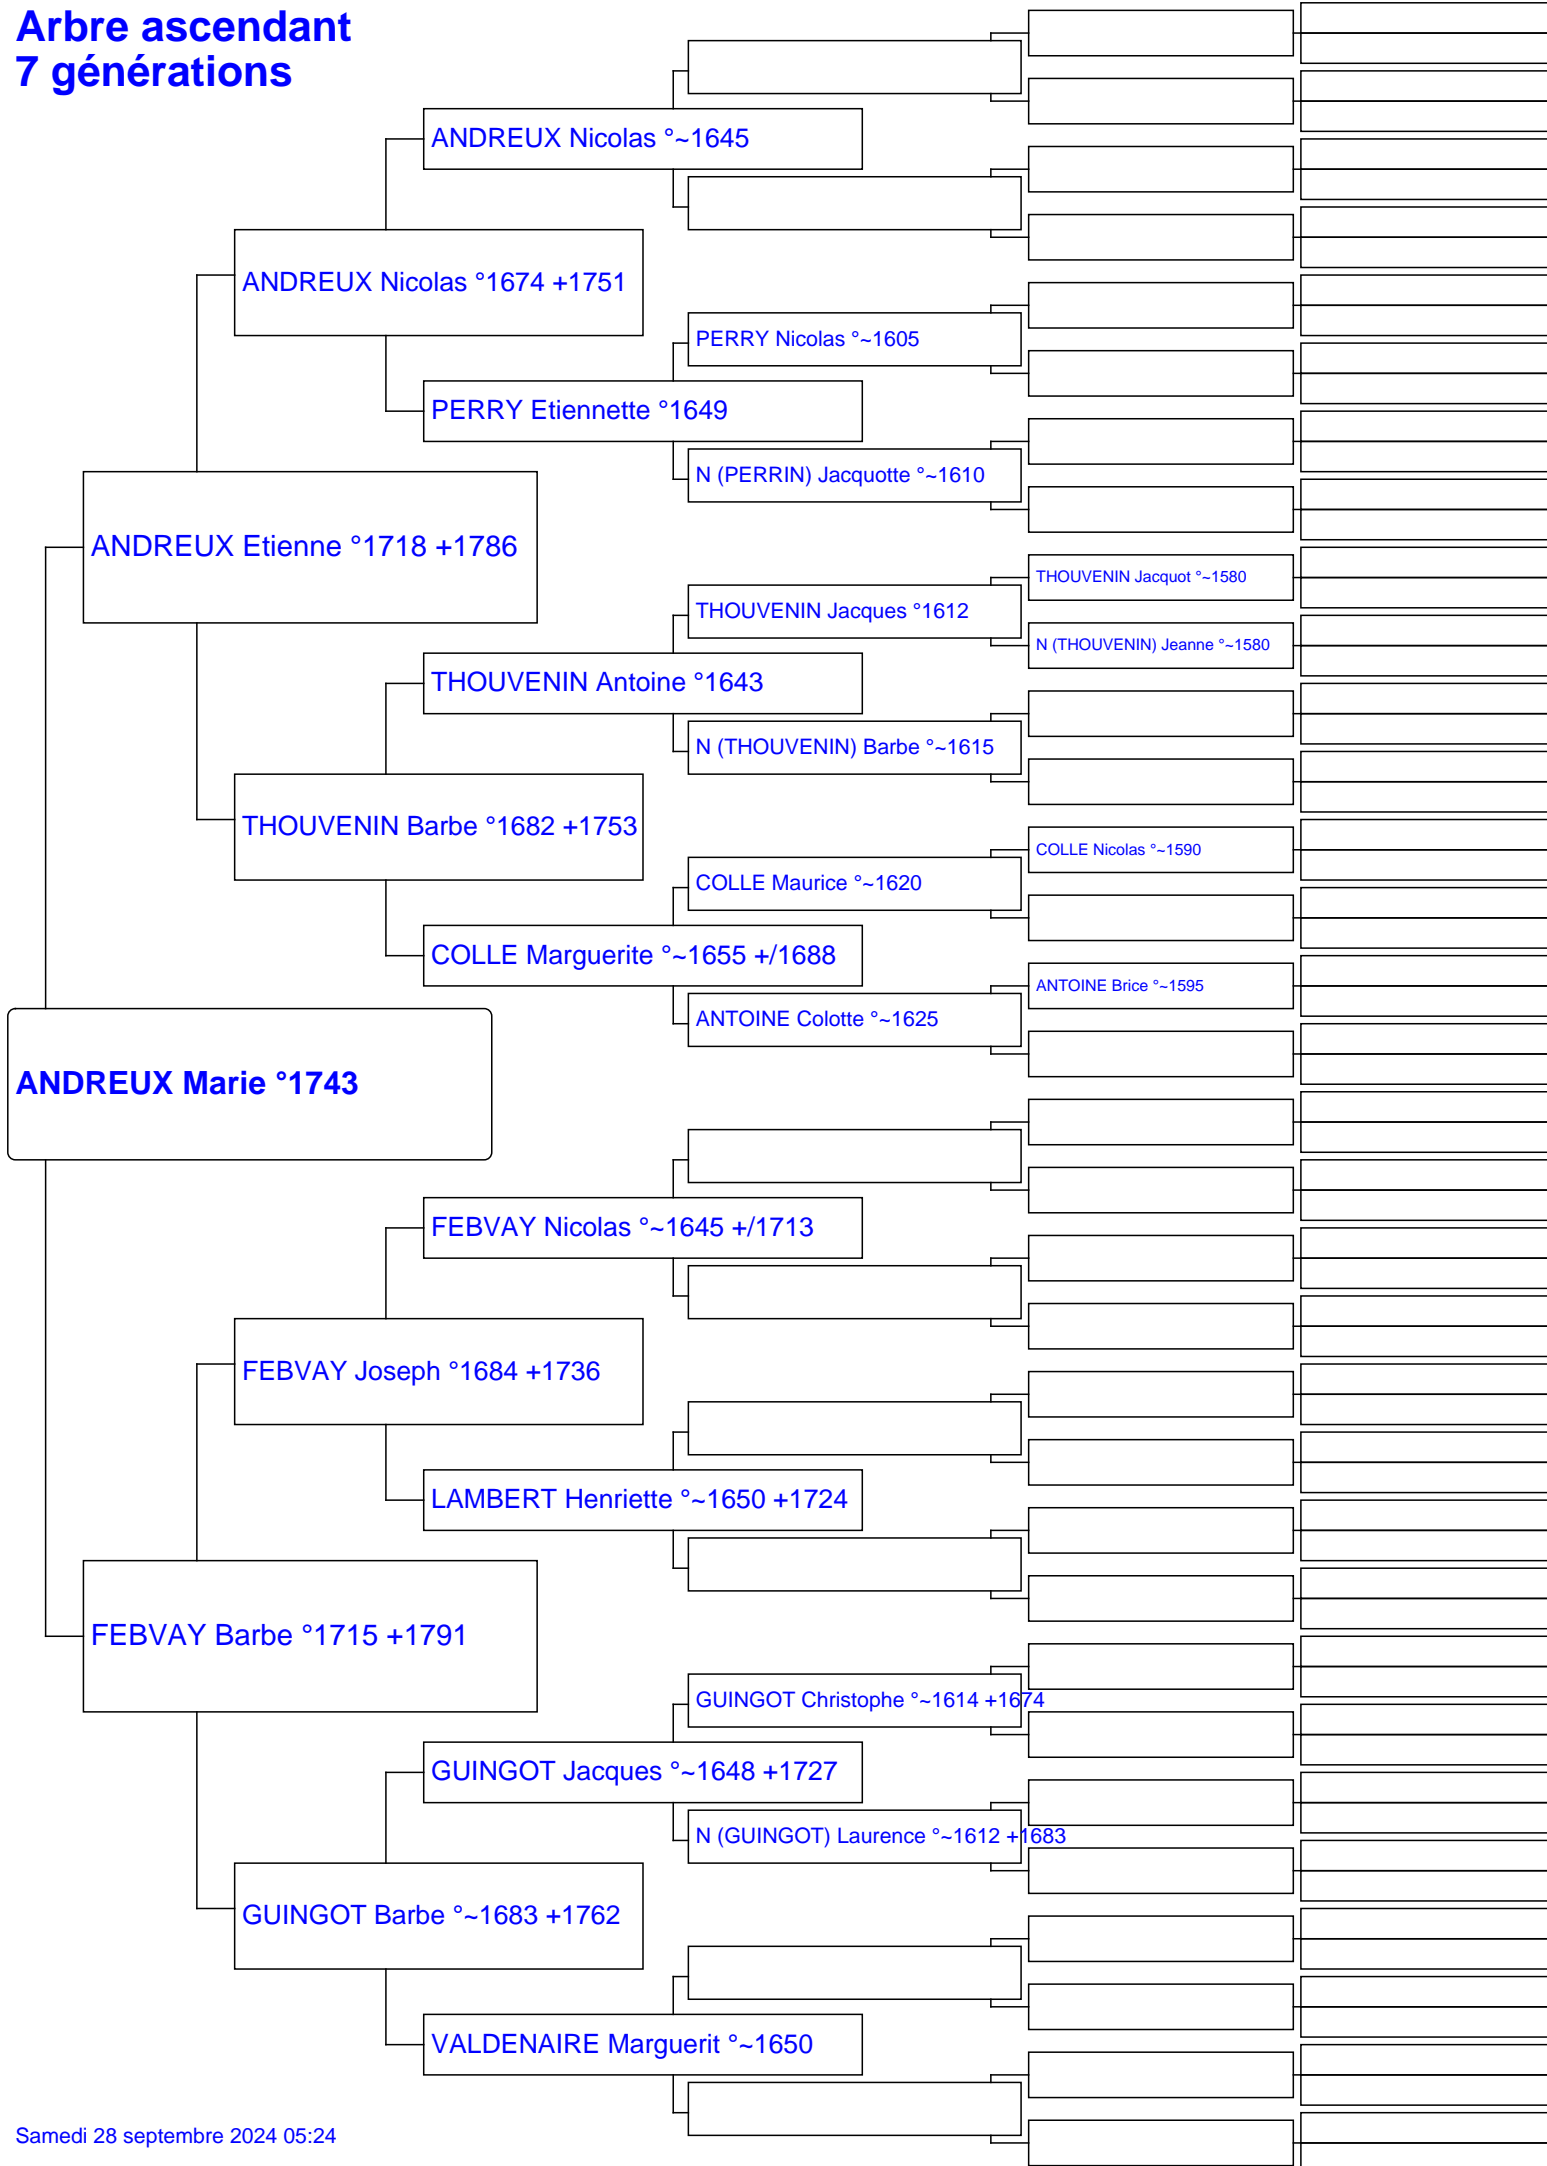 Arbre ascendant
7 générations
ANDREUX Nicolas °~1645
ANDREUX Nicolas °1674 +1751
PERRY Nicolas °~1605
PERRY Etiennette °1649
N (PERRIN) Jacquotte °~1610
ANDREUX Etienne °1718 +1786
THOUVENIN Jacquot °~1580
THOUVENIN Jacques °1612
N (THOUVENIN) Jeanne °~1580
THOUVENIN Antoine °1643
N (THOUVENIN) Barbe °~1615
THOUVENIN Barbe °1682 +1753
COLLE Nicolas °~1590
COLLE Maurice °~1620
COLLE Marguerite °~1655 +/1688
ANTOINE Brice °~1595
ANTOINE Colotte °~1625
ANDREUX Marie °1743
FEBVAY Nicolas °~1645 +/1713
FEBVAY Joseph °1684 +1736
LAMBERT Henriette °~1650 +1724
FEBVAY Barbe °1715 +1791
GUINGOT Christophe °~1614 +1674
GUINGOT Jacques °~1648 +1727
N (GUINGOT) Laurence °~1612 +1683
GUINGOT Barbe °~1683 +1762
VALDENAIRE Marguerit °~1650
Samedi 28 septembre 2024 05:24